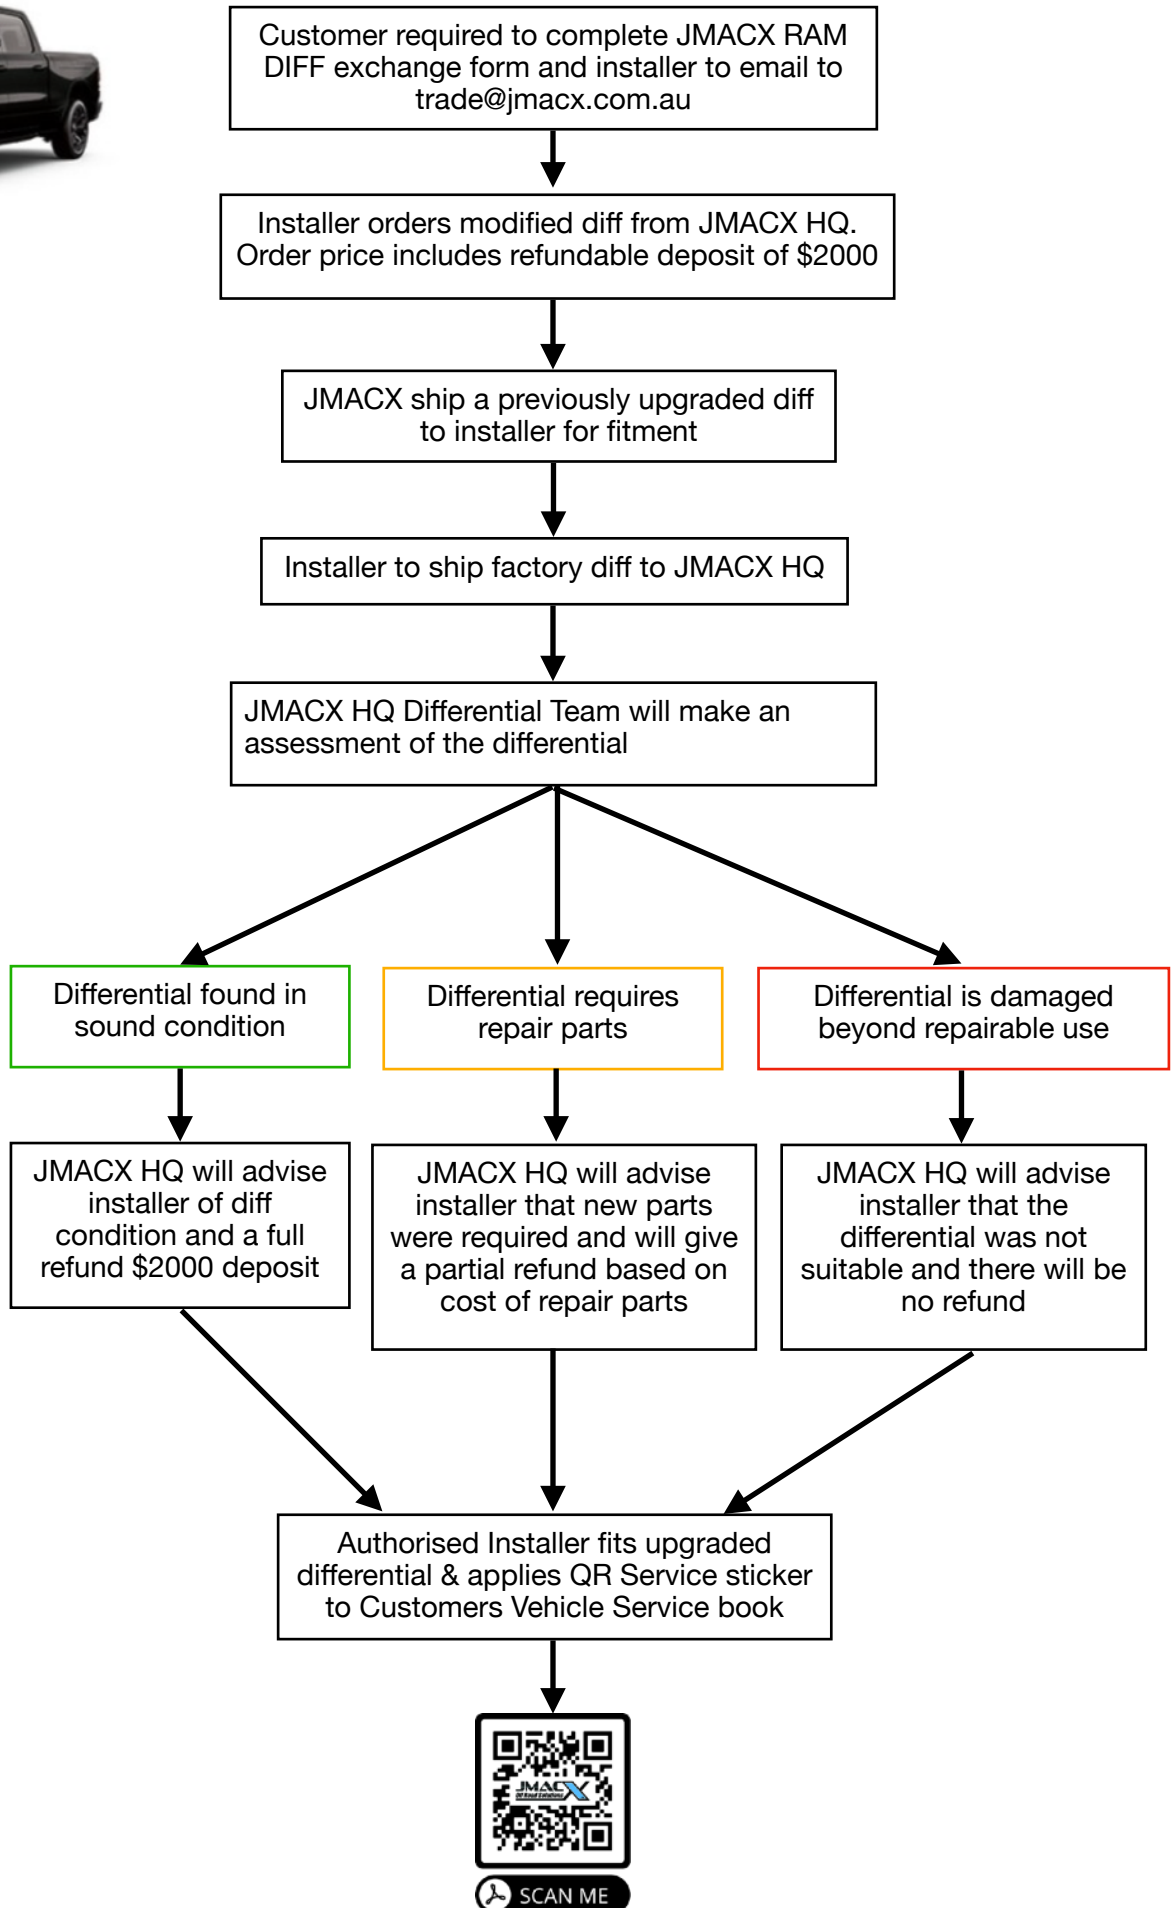 Customer required to complete JMACX RAM
DIFF exchange form and installer to email to
trade@jmacx.com.au
Installer orders modified diff from JMACX HQ.
Order price includes refundable deposit of $2000
JMACX ship a previously upgraded diff
to installer for fitment
Installer to ship factory diff to JMACX HQ
JMACX HQ Differential Team will make an
assessment of the differential
Differential found in
sound condition
Differential requires
repair parts
Differential is damaged
beyond repairable use
JMACX HQ will advise
installer of diff
condition and a full
refund $2000 deposit
JMACX HQ will advise
installer that new parts
were required and will give
a partial refund based on
cost of repair parts
JMACX HQ will advise
installer that the
differential was not
suitable and there will be
no refund
Authorised Installer fits upgraded
differential & applies QR Service sticker
to Customers Vehicle Service book
JMACX
Off Road Solutions
SCAN ME